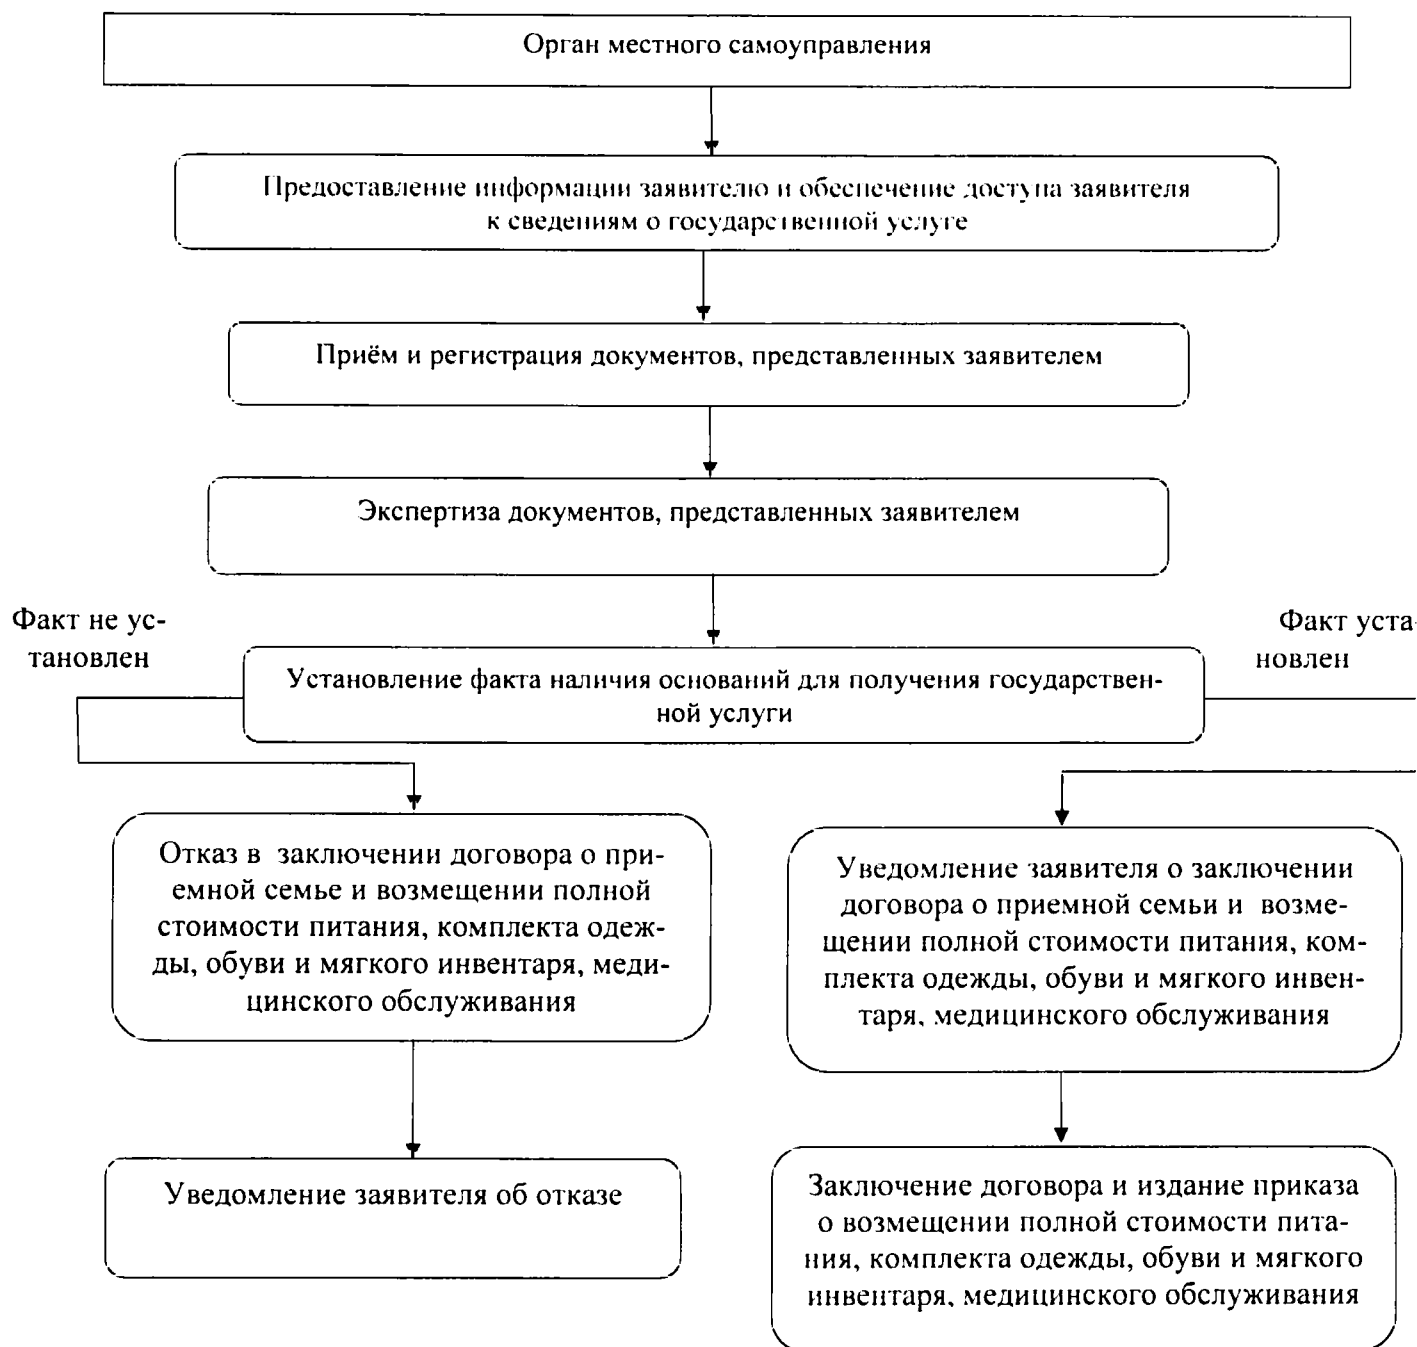 Орган местного самоуправления
Предоставление информации заявителю и обеспечение доступа заявителя
к сведениям о государственной услуге
Приём и регистрация документов, представленных заявителем
Экспертиза документов, представленных заявителем
Факт не ус-
тановлен
Факт уста-
новлен
Установление факта наличия оснований для получения государствен-
ной услуги
Отказ в заключении договора о при-
емной семье и возмещении полной
стоимости питания, комплекта одеж-
ды, обуви и мягкого инвентаря, меди-
цинского обслуживания
Уведомление заявителя о заключении
договора о приемной семьи и возме-
щении полной стоимости питания, ком-
плекта одежды, обуви и мягкого инвен-
таря, медицинского обслуживания
Уведомление заявителя об отказе
Заключение договора и издание приказа
о возмещении полной стоимости пита-
ния, комплекта одежды, обуви и мягкого
инвентаря, медицинского обслуживания